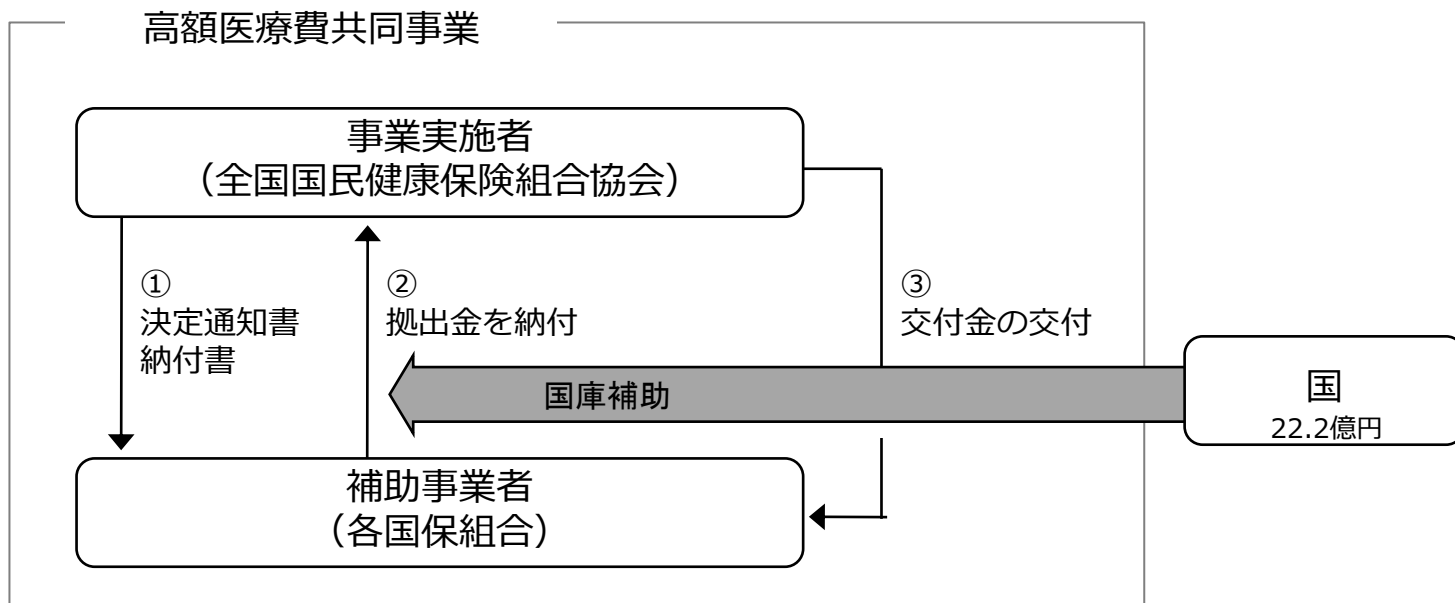 高額医療費共同事業
事業実施者
（全国国民健康保険組合協会）
①
決定通知書
納付書
②
拠出金を納付
③
交付金の交付
国庫補助
国
22.2億円
補助事業者
（各国保組合）